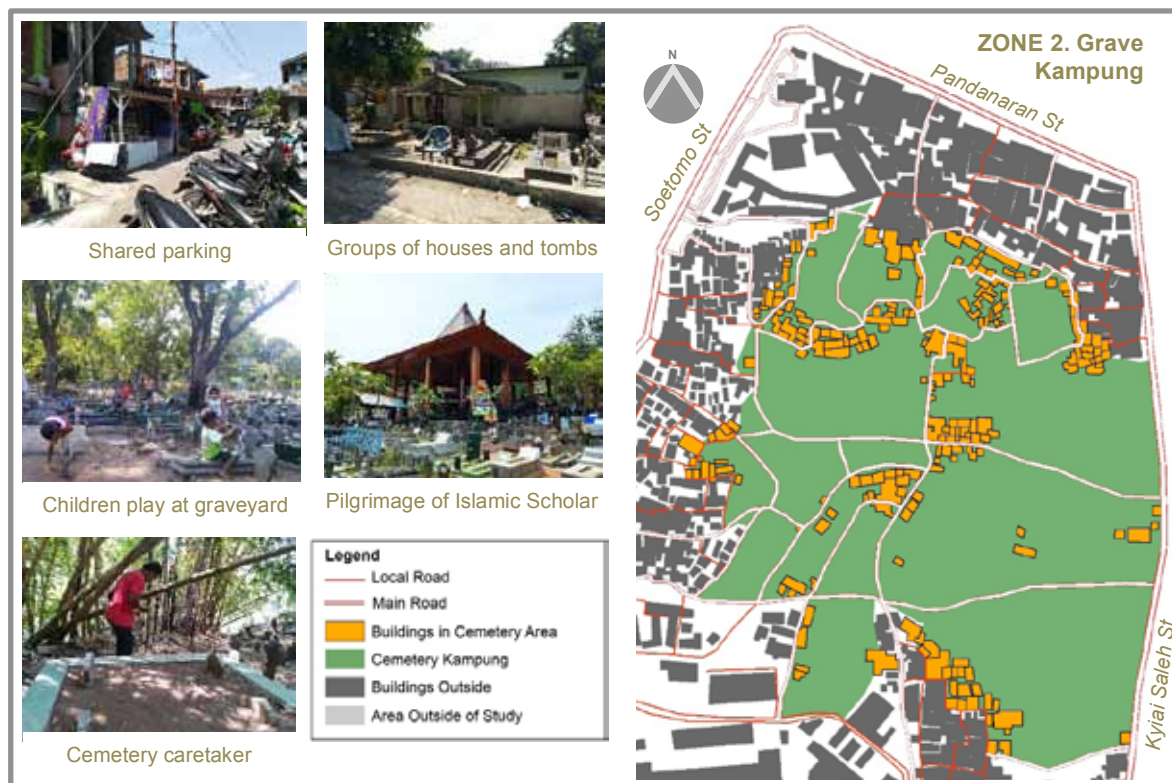 Shared parking
Groups of houses and tombs
Children play at graveyard
Pilgrimage of Islamic Scholar
Cemetery caretaker
Legend
Local Road
Main Road
Buildings in Cemetery Area
Cemetery Kampung
Buildings Outside
Area Outside of Study
N
ZONE 2. Grave
Kampung
Pandanaran St
Soetomo St
Kyiai Saleh St